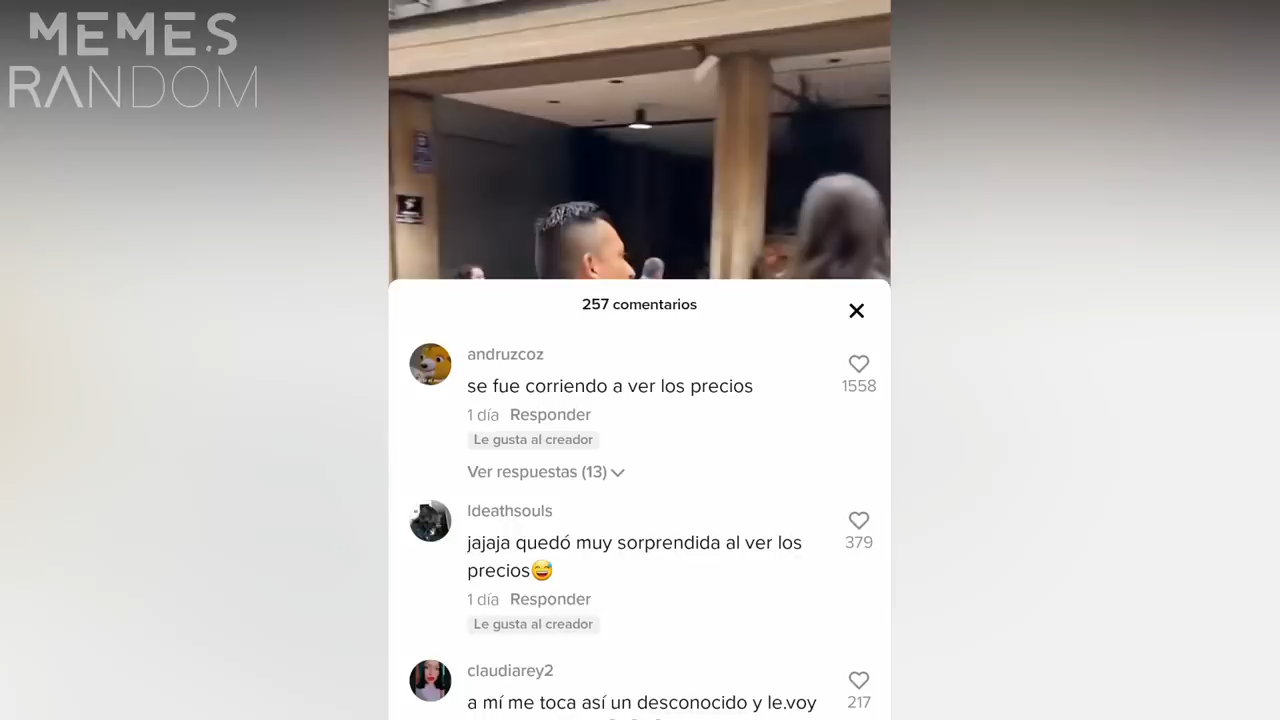 MEMES
RANDOM
257 comentarios
andruzcoz
se fue corriendo a ver los precios
1558
1 día Responder
Le gusta al creador
Ver respuestas (13)
ldeathsouls
jajaja quedó muy sorprendida al ver los
precios😅
379
1 día Responder
Le gusta al creador
claudiarey2
a mí me toca así un desconocido y le.voy
217